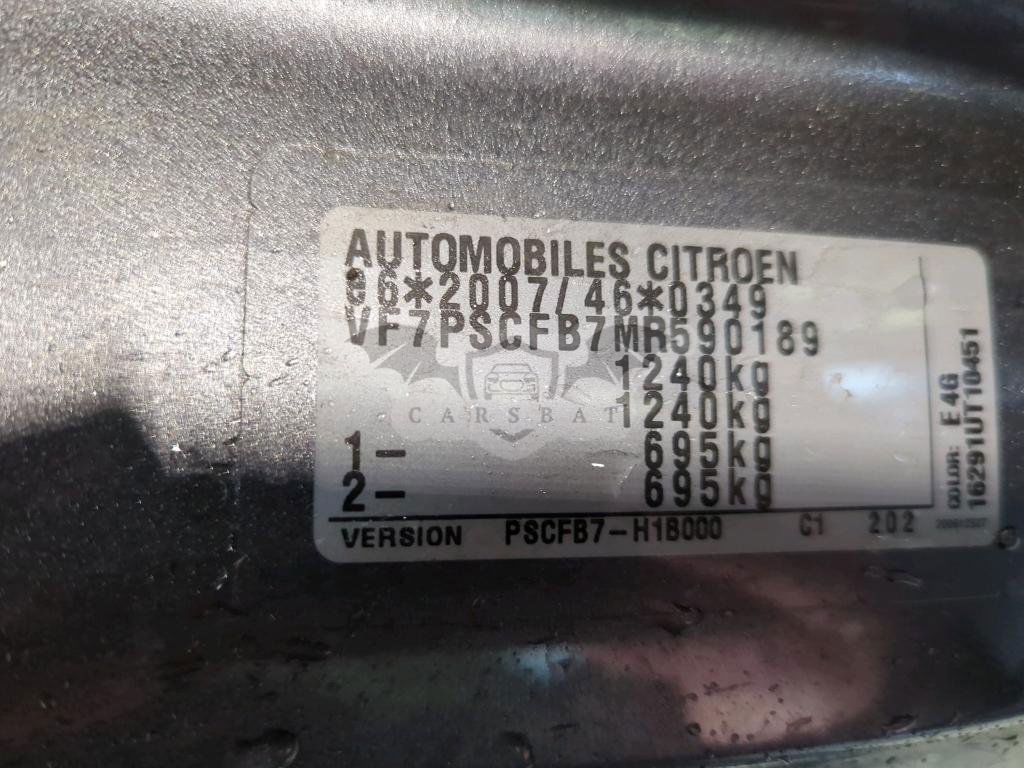 AUTOMOBILES CITROEN
e6*2007/46*0349
VF7PSCFB7MR590189
1240kg
1240kg
1- 695kg
2- 695kg
VERSION PSCFB7-H1B000 C1 202
COLOR: E4G
16291UT10451
CARSBAT